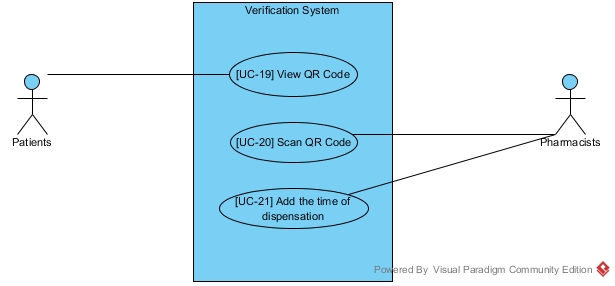 Verification System
[UC-19] View QR Code
[UC-20] Scan QR Code
Patients
Pharmacists
[UC-21] Add the time of
dispensation
Powered By Visual Paradigm Community Edition